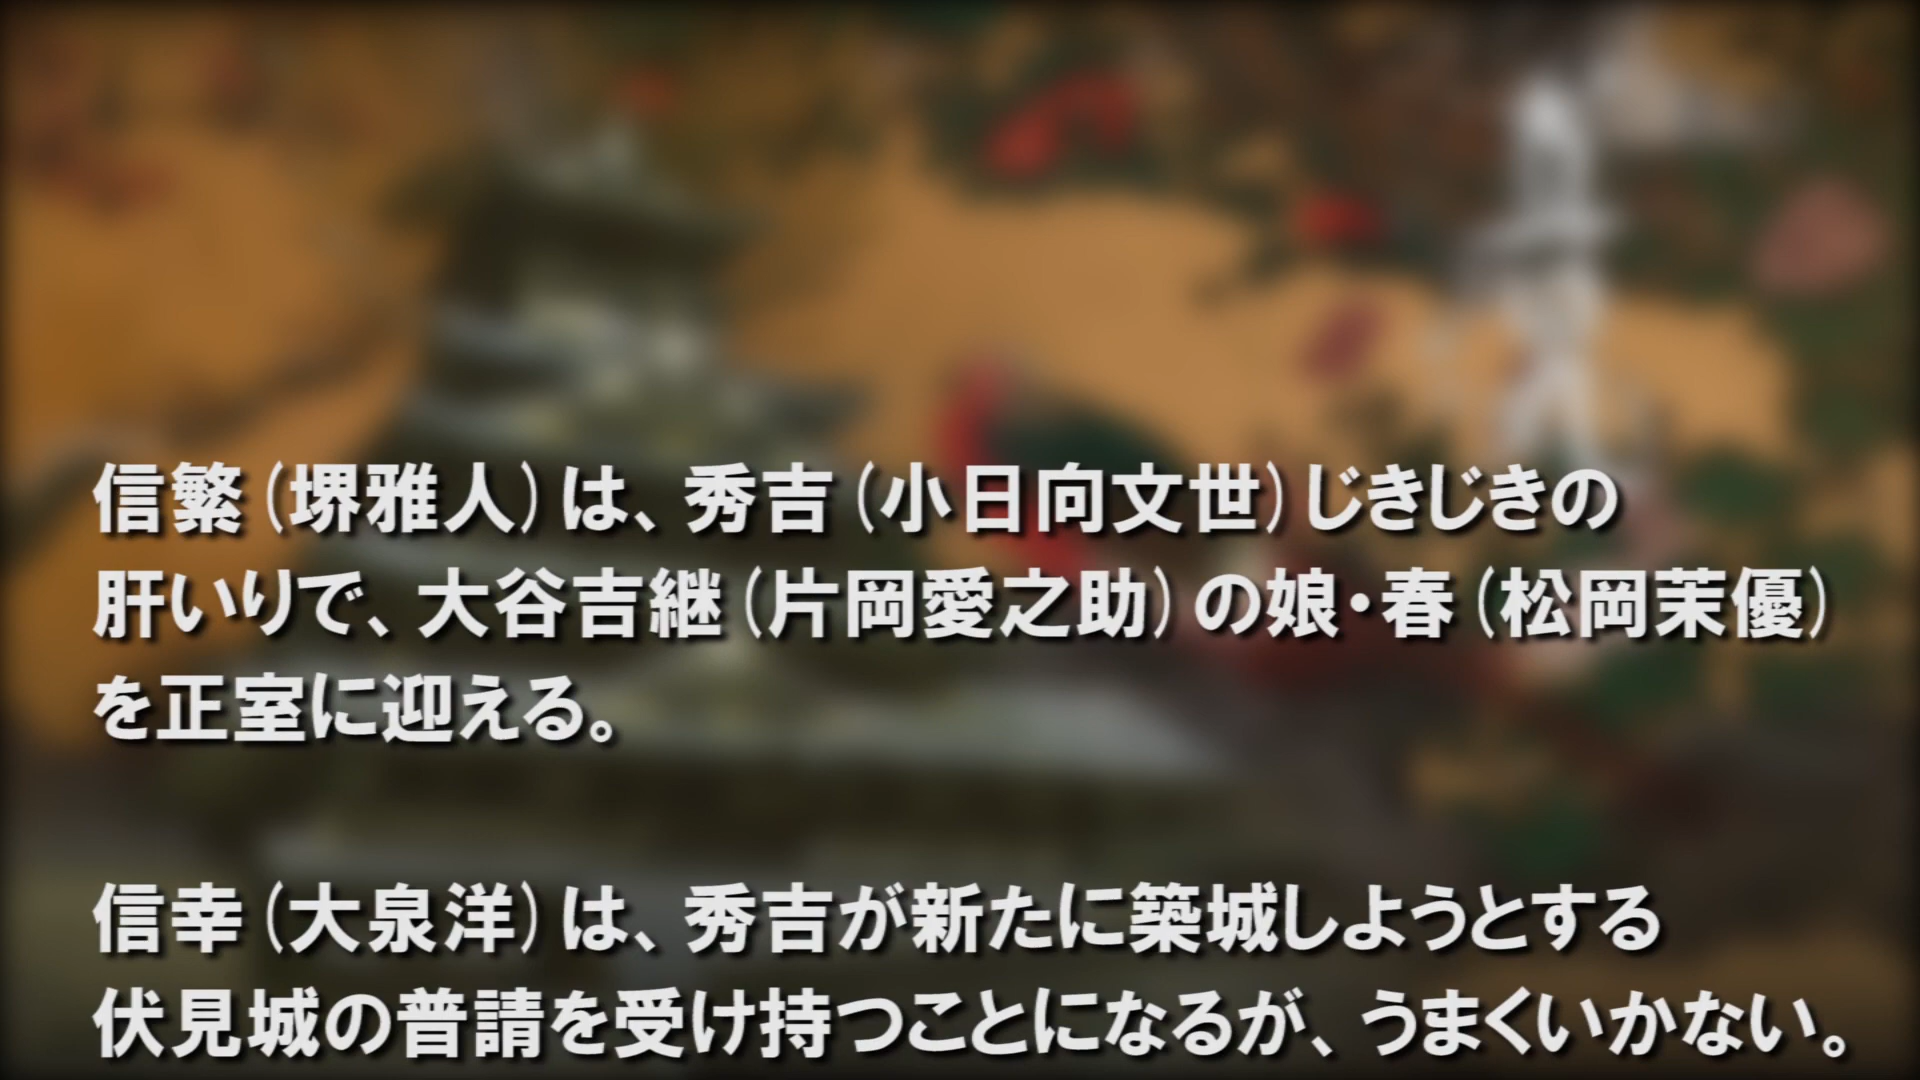 信繁(堺雅人)は、秀吉(小日向文世)じきじきの
肝いりで、大谷吉継(片岡愛之助)の娘・春(松岡茉優)
を正室に迎える。
信幸(大泉洋)は、秀吉が新たに築城しようとする
伏見城の普請を受け持つことになるが、うまくいかない。